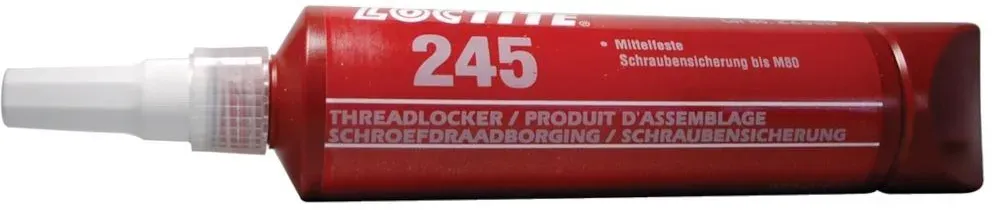 LOCTITE®
245
• Mittelfeste
Schraubensicherung bis M80
THREADLOCKER / PRODUIT D'ASSEMBLAGE
SCHROEFDRAADBORGING / SCHRAUBENSICHERUNG